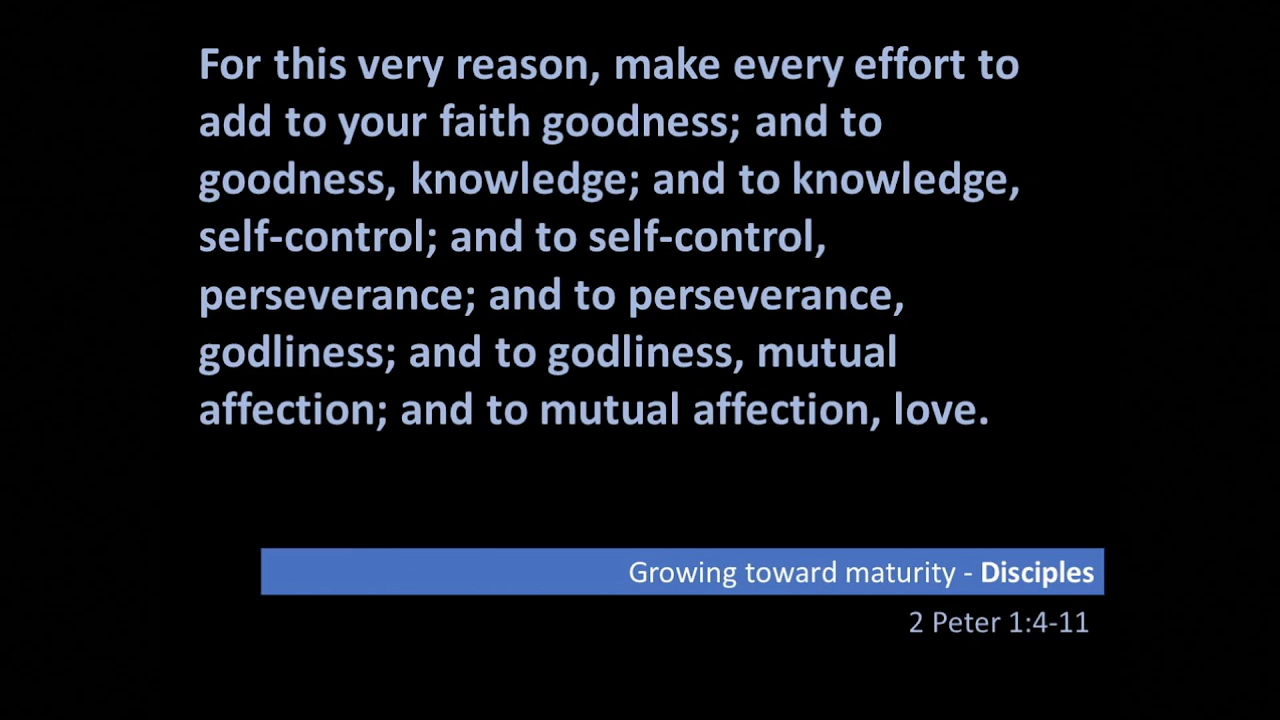 For this very reason, make every effort to
add to your faith goodness; and to
goodness, knowledge; and to knowledge,
self-control; and to self-control,
perseverance; and to perseverance,
godliness; and to godliness, mutual
affection; and to mutual affection, love.
Growing toward maturity - Disciples
2 Peter 1:4-11